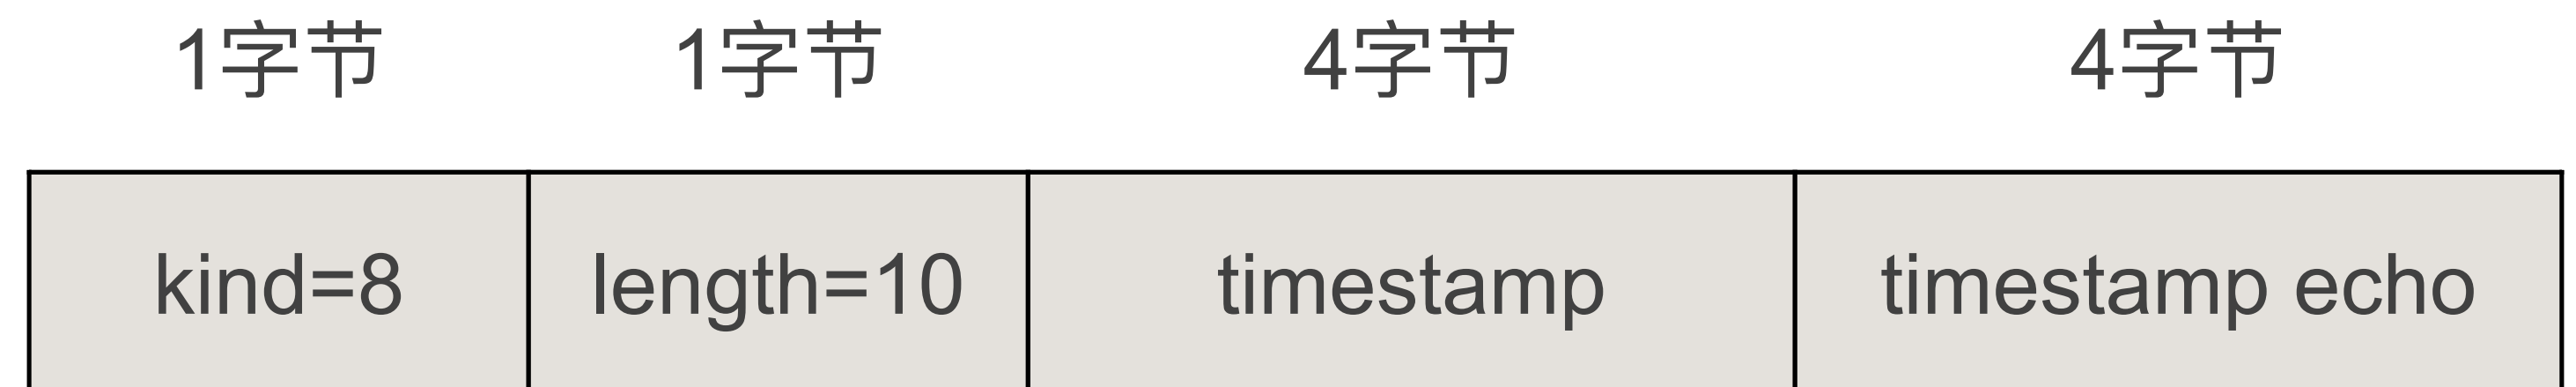 1字节 1字节 4字节 4字节
kind=8 length=10 timestamp timestamp echo